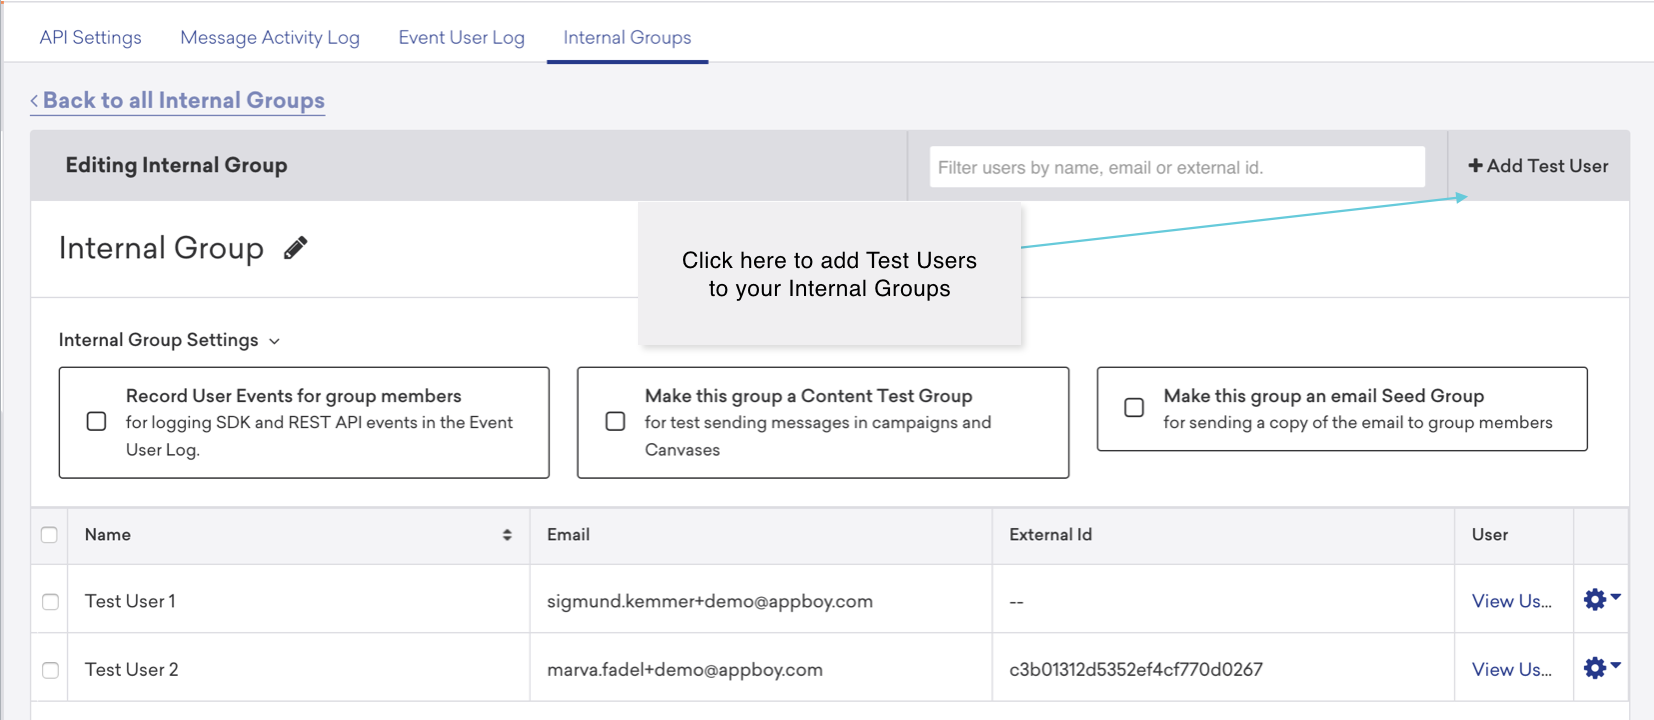 API Settings Message Activity Log Event User Log Internal Groups
Back to all Internal Groups
Editing Internal Group Filter users by name, email or external id. Add Test User
Internal Group
Click here to add Test Users
to your Internal Groups
Internal Group Settings
Record User Events for group members
for logging SDK and REST API events in the Event
User Log.
Make this group a Content Test Group
for test sending messages in campaigns and
Canvases
Make this group an email Seed Group
for sending a copy of the email to group members
Name Email External Id User
Test User 1 sigmund.kemmer+demo@appboy.com -- View Us...
Test User 2 marva.fadel+demo@appboy.com c3b01312d5352ef4cf770d0267 View Us...